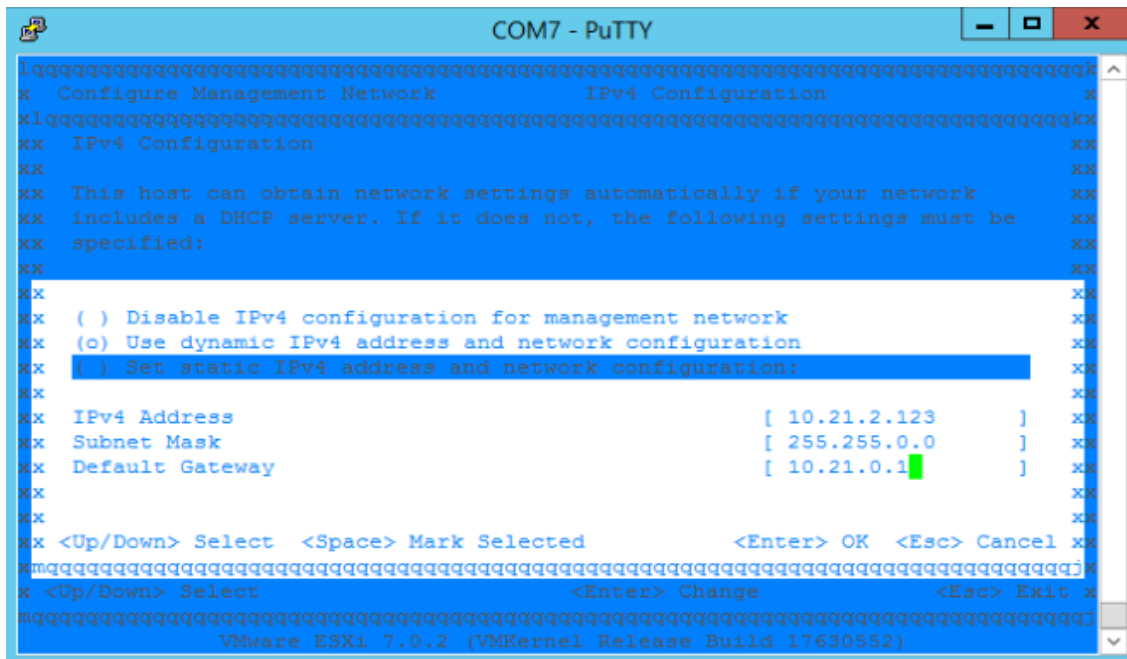 COM7 - PuTTY
lqqqqqqqqqqqqqqqqqqqqqqqqqqqqqqqqqqqqqqqqqqqqqqqqqqqqqqqqqqqqqk
x Configure Management Network IPv4 Configuration x
xlqqqqqqqqqqqqqqqqqqqqqqqqqqqqqqqqqqqqqqqqqqqqqqqqqqqqqqqqqqqkx
xx IPv4 Configuration xx
xx xx
xx This host can obtain network settings automatically if your network xx
xx includes a DHCP server. If it does not, the following settings must be xx
xx specified: xx
xx xx
xx xx
xx ( ) Disable IPv4 configuration for management network xx
xx (o) Use dynamic IPv4 address and network configuration xx
xx ( ) Set static IPv4 address and network configuration: xx
xx xx
xx IPv4 Address [ 10.21.2.123 ] xx
xx Subnet Mask [ 255.255.0.0 ] xx
xx Default Gateway [ 10.21.0.1 ] xx
xx xx
xx xx
xx <Up/Down> Select <Space> Mark Selected <Enter> OK <Esc> Cancel xx
xmqqqqqqqqqqqqqqqqqqqqqqqqqqqqqqqqqqqqqqqqqqqqqqqqqqqqqqqqqqqjx
x <Up/Down> Select <Enter> Change <Esc> Exit x
mqqqqqqqqqqqqqqqqqqqqqqqqqqqqqqqqqqqqqqqqqqqqqqqqqqqqqqqqqqqqqj
VMware ESXi 7.0.2 (VMKernel Release Build 17630552)